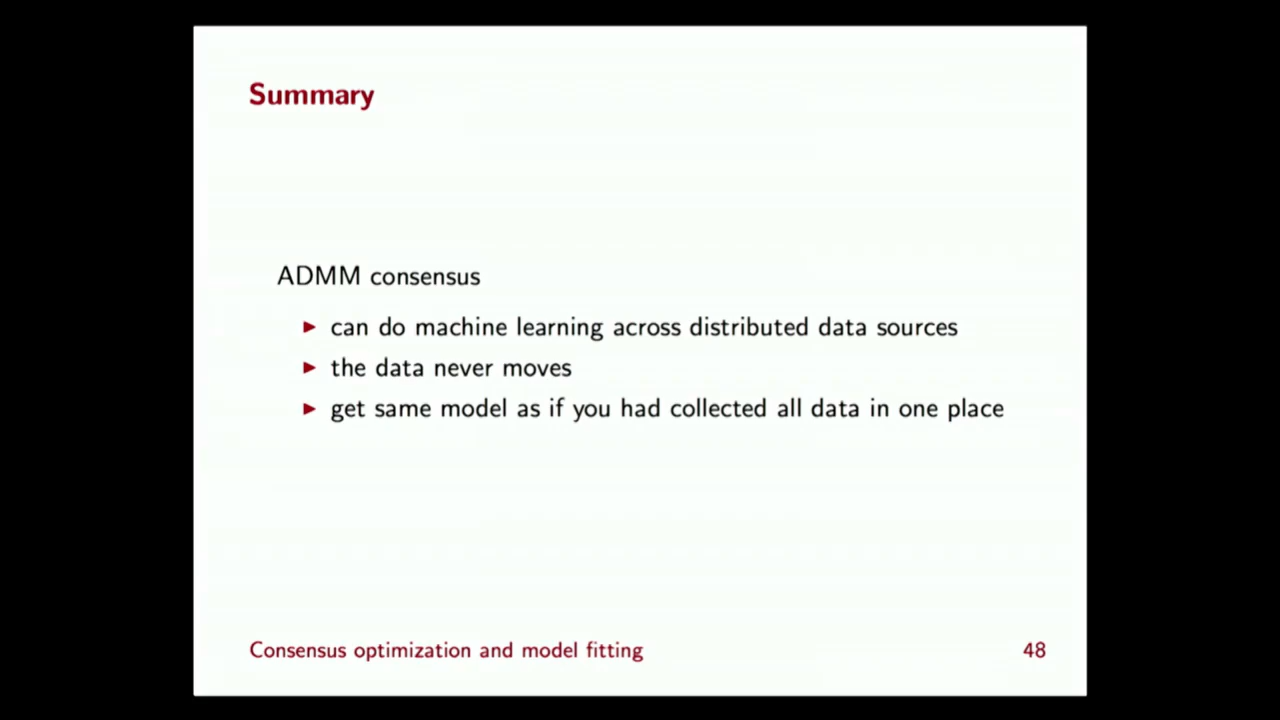 Summary
ADMM consensus
▶ can do machine learning across distributed data sources
▶ the data never moves
▶ get same model as if you had collected all data in one place
Consensus optimization and model fitting 48